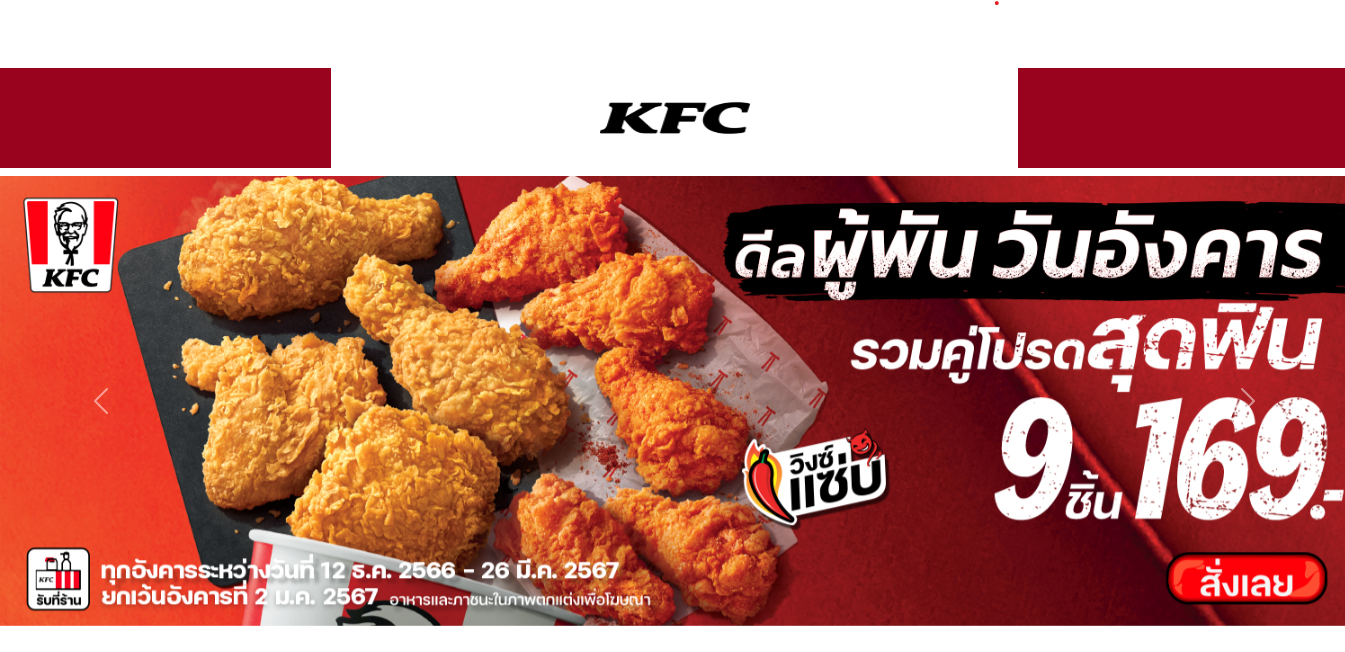 KFC
KFC
ดีลผู้พัน วันอังคาร
รวมคู่โปรดสุดฟิน
9 ชิ้น 169.-
วิงซ์
แซ่บ
KFC
รับที่ร้าน
ทุกอังคารระหว่างวันที่ 12 ธ.ค. 2566 - 26 มี.ค. 2567
ยกเว้นอังคารที่ 2 ม.ค. 2567 อาหารและภาชนะในภาพตกแต่งเพื่อโฆษณา
สั่งเลย